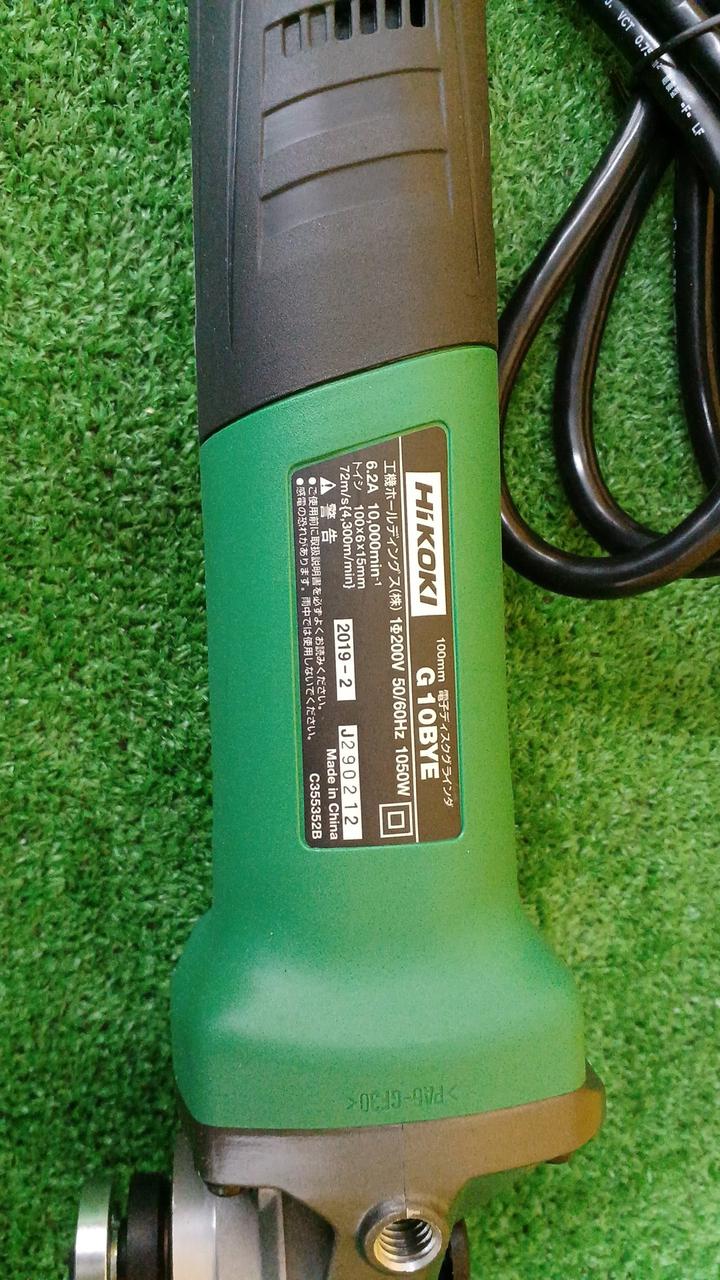 HiKOKI
100mm 電子ディスクグラインダ
G 10BYE
工機ホールディングス(株) 1Φ200V 50/60Hz 1050W
6.2A 10,000min⁻¹
トイシ 100×6×15mm
72m/s{4,300m/min}
2019-2
J290212
Made in China
⚠警告
●ご使用前に取扱説明書を必ずよくお読みください。
●感電の恐れがあります。雨中では使用しないでください。
C355352B
>PA6-GF30<
VCT 0.75
-F- LF